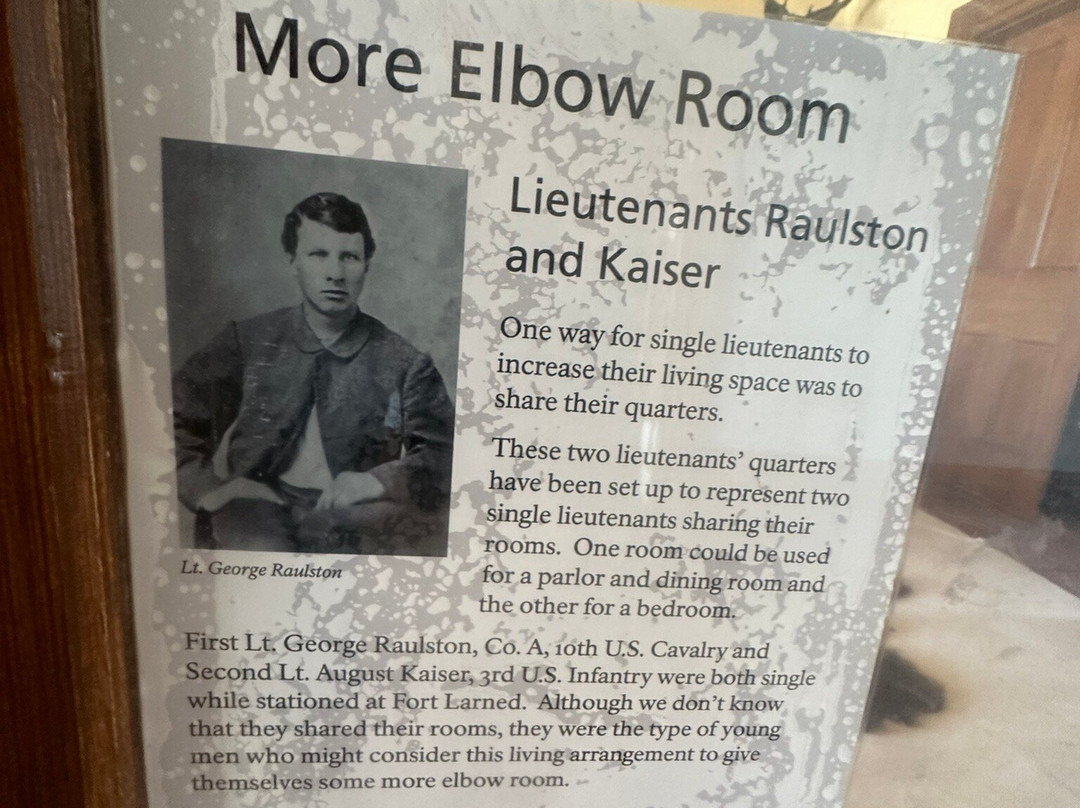 More Elbow Room
Lieutenants Raulston
and Kaiser
One way for single lieutenants to
increase their living space was to
share their quarters.
These two lieutenants' quarters
have been set up to represent two
single lieutenants sharing their
rooms. One room could be used
for a parlor and dining room and
the other for a bedroom.
Lt. George Raulston
First Lt. George Raulston, Co. A, 10th U.S. Cavalry and
Second Lt. August Kaiser, 3rd U.S. Infantry were both single
while stationed at Fort Larned. Although we don't know
that they shared their rooms, they were the type of young
men who might consider this living arrangement to give
themselves some more elbow room.